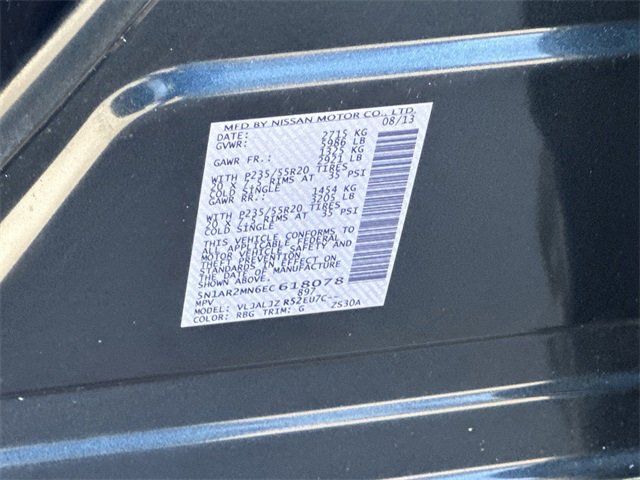 MFD BY NISSAN MOTOR CO., LTD.
DATE: 08/13
GVWR: 2715 KG
5986 LB
GAWR FR.: 1325 KG
2921 LB
WITH P235/55R20 TIRES
20 X 7.5 RIMS AT 35 PSI
COLD SINGLE
GAWR RR.: 1454 KG
3205 LB
WITH P235/55R20 TIRES
20 X 7.5 RIMS AT 35 PSI
COLD SINGLE
THIS VEHICLE CONFORMS TO
ALL APPLICABLE FEDERAL
MOTOR VEHICLE SAFETY AND
THEFT PREVENTION
STANDARDS IN EFFECT ON
THE DATE OF MANUFACTURE
SHOWN ABOVE.
5N1AR2MN6EC618078
MPV 897
MODEL: VLJALJZ R52EU7C--
COLOR: RBG TRIM: G ZS30A